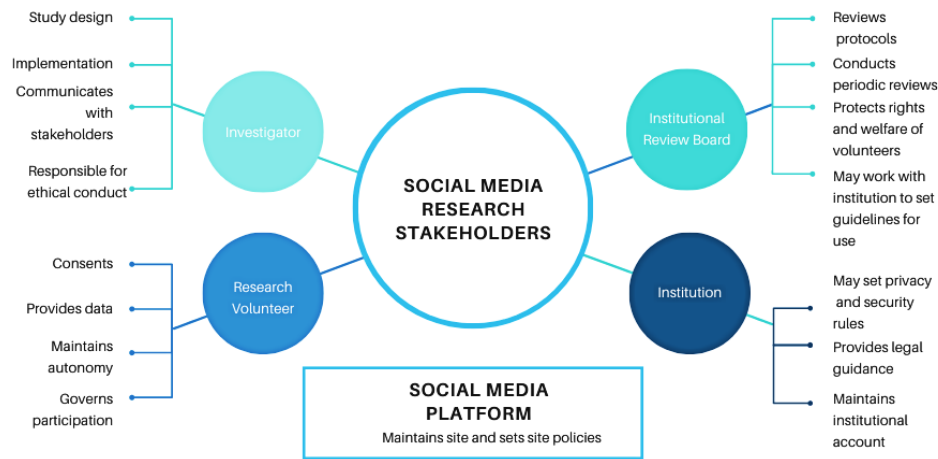 Study design
Implementation
Communicates
with
stakeholders
Responsible for
ethical conduct
Investigator
Consents
Provides data
Maintains
autonomy
Governs
participation
Research
Volunteer
SOCIAL MEDIA
RESEARCH
STAKEHOLDERS
Institutional
Review Board
Reviews
protocols
Conducts
periodic reviews
Protects rights
and welfare of
volunteers
May work with
institution to set
guidelines for
use
Institution
May set privacy
and security
rules
Provides legal
guidance
Maintains
institutional
account
SOCIAL MEDIA
PLATFORM
Maintains site and sets site policies